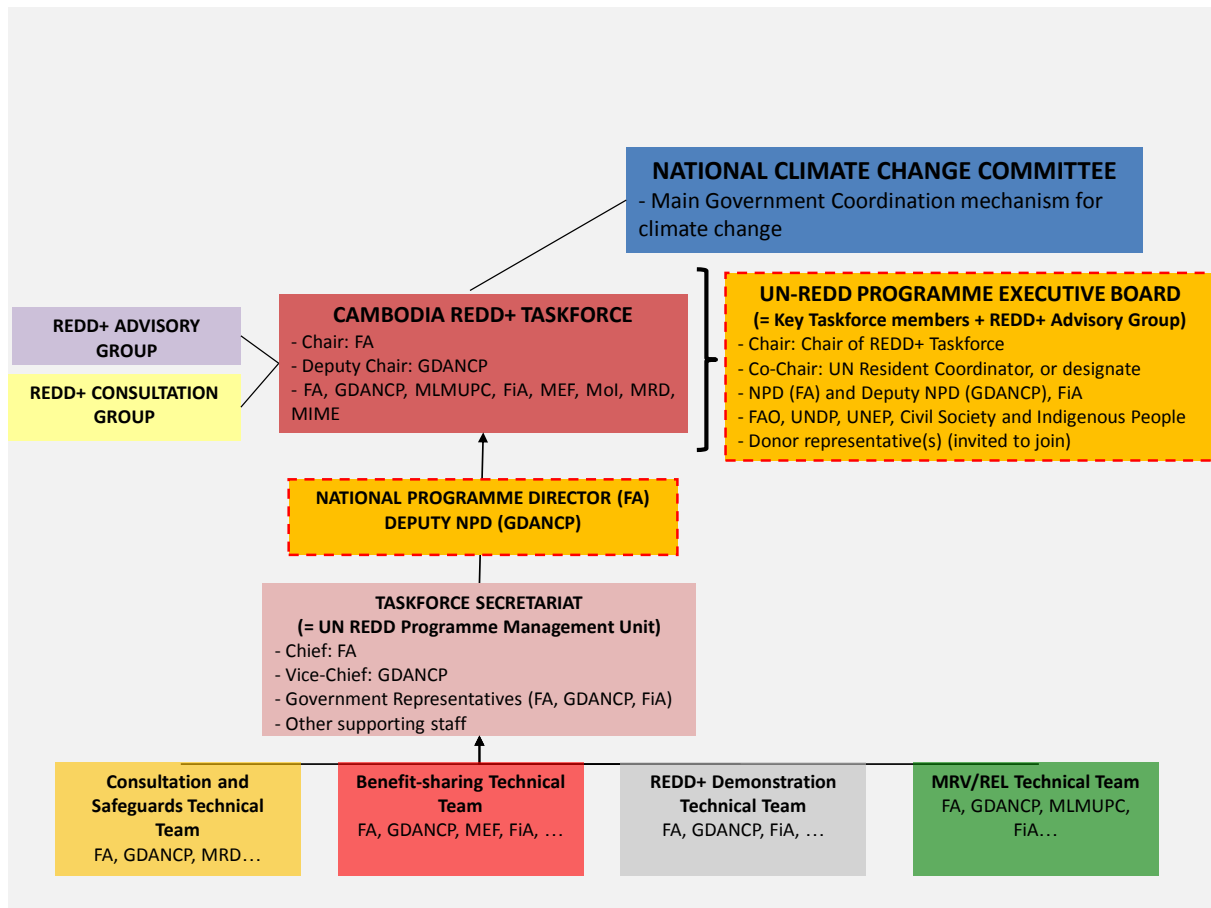 NATIONAL CLIMATE CHANGE COMMITTEE
- Main Government Coordination mechanism for
climate change
REDD+ ADVISORY
GROUP
REDD+ CONSULTATION
GROUP
CAMBODIA REDD+ TASKFORCE
- Chair: FA
- Deputy Chair: GDANCP
- FA, GDANCP, MLMUPC, FiA, MEF, MoI, MRD,
MIME
UN-REDD PROGRAMME EXECUTIVE BOARD
(= Key Taskforce members + REDD+ Advisory Group)
- Chair: Chair of REDD+ Taskforce
- Co-Chair: UN Resident Coordinator, or designate
- NPD (FA) and Deputy NPD (GDANCP), FiA
- FAO, UNDP, UNEP, Civil Society and Indigenous People
- Donor representative(s) (invited to join)
NATIONAL PROGRAMME DIRECTOR (FA)
DEPUTY NPD (GDANCP)
TASKFORCE SECRETARIAT
(= UN REDD Programme Management Unit)
- Chief: FA
- Vice-Chief: GDANCP
- Government Representatives (FA, GDANCP, FiA)
- Other supporting staff
Consultation and
Safeguards Technical
Team
FA, GDANCP, MRD…
Benefit-sharing Technical
Team
FA, GDANCP, MEF, FiA, …
REDD+ Demonstration
Technical Team
FA, GDANCP, FiA, …
MRV/REL Technical Team
FA, GDANCP, MLMUPC,
FiA…